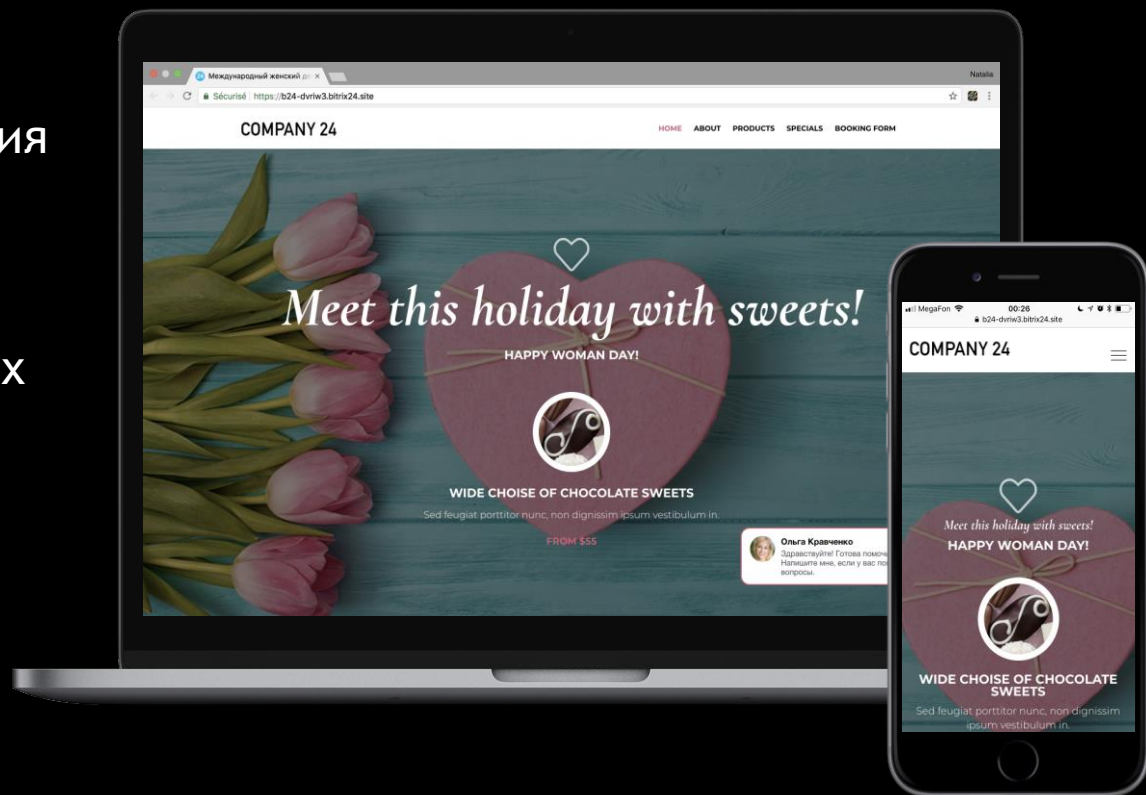 ия
х
Международный женский д
Natalia
Sécurisé https://b24-dvriw3.bitrix24.site
COMPANY 24
HOME ABOUT PRODUCTS SPECIALS BOOKING FORM
Meet this holiday with sweets!
HAPPY WOMAN DAY!
WIDE CHOISE OF CHOCOLATE SWEETS
Sed feugiat porttitor nunc, non dignissim ipsum vestibulum in.
FROM $55
Ольга Кравченко
Здравствуйте! Готова помоч
Напишите мне, если у вас по
вопросы.
MegaFon 00:26
b24-dvriw3.bitrix24.site
COMPANY 24
Meet this holiday with sweets!
HAPPY WOMAN DAY!
WIDE CHOISE OF CHOCOLATE
SWEETS
Sed feugiat porttitor nunc, non dignissim
ipsum vestibulum in.